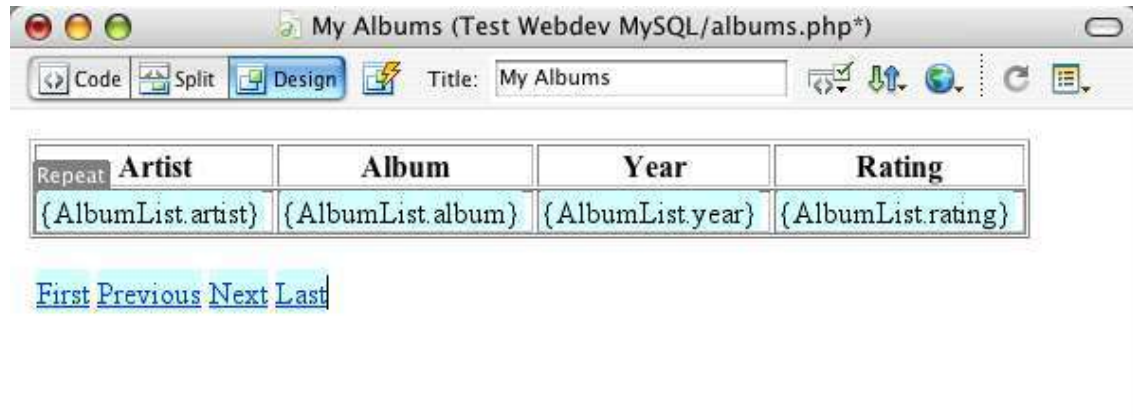 My Albums (Test Webdev MySQL/albums.php*)
Code Split Design Title: My Albums
Repeat Artist Album Year Rating
{AlbumList.artist} {AlbumList.album} {AlbumList.year} {AlbumList.rating}
First Previous Next Last